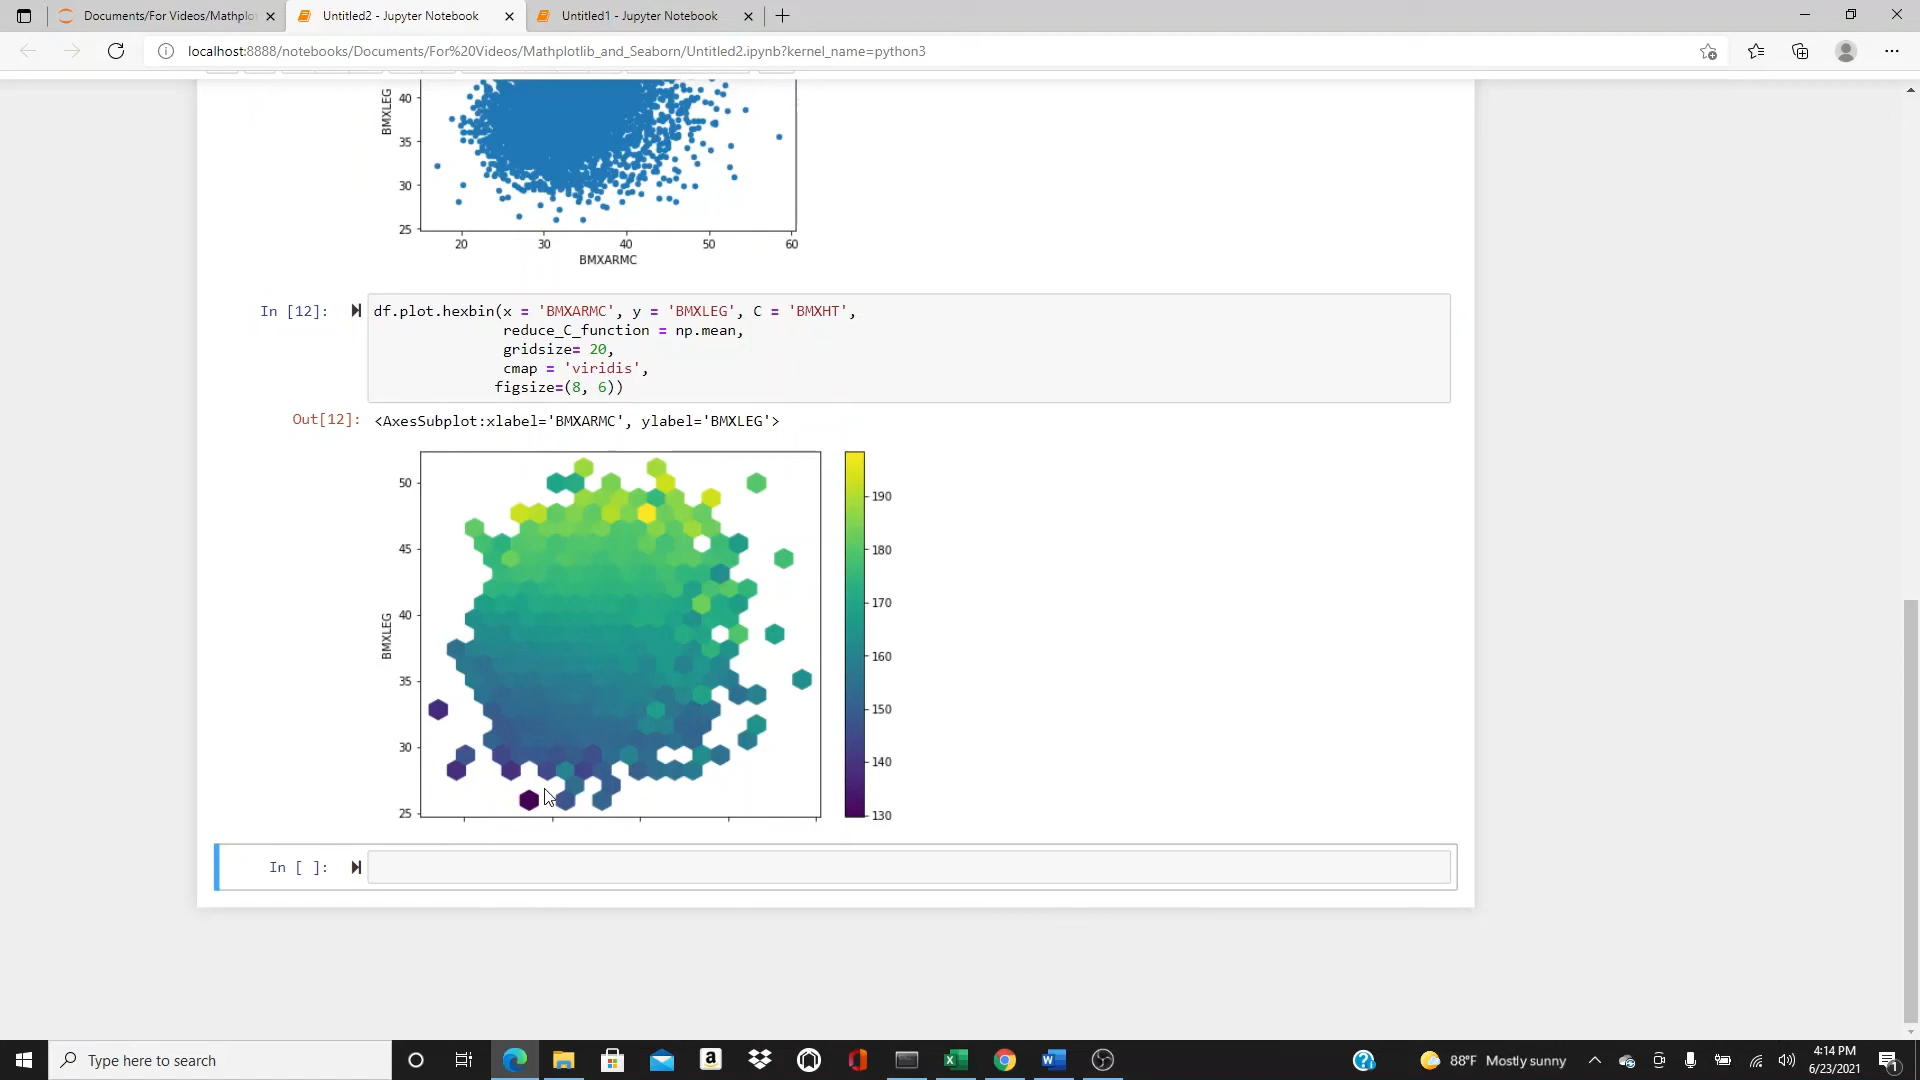 Documents/For Videos/Mathplot
Untitled2 - Jupyter Notebook
Untitled1 - Jupyter Notebook
localhost:8888/notebooks/Documents/For%20Videos/Mathplotlib_and_Seaborn/Untitled2.ipynb?kernel_name=python3
BMXLEG
40
35
30
25
20 30 40 50 60
BMXARMC
In [12]:
df.plot.hexbin(x = 'BMXARMC', y = 'BMXLEG', C = 'BMXHT',
reduce_C_function = np.mean,
gridsize= 20,
cmap = 'viridis',
figsize=(8, 6))
Out[12]: <AxesSubplot:xlabel='BMXARMC', ylabel='BMXLEG'>
BMXLEG
50
45
40
35
30
25
190
180
170
160
150
140
130
In [ ]:
Type here to search
88°F Mostly sunny
4:14 PM
6/23/2021
1